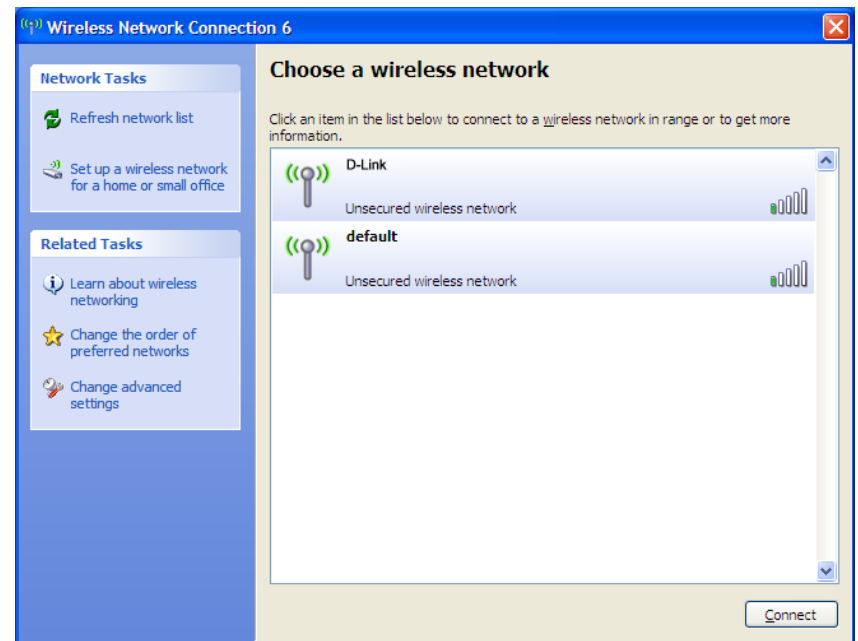 Wireless Network Connection 6
Network Tasks
Refresh network list
Set up a wireless network
for a home or small office
Related Tasks
Learn about wireless
networking
Change the order of
preferred networks
Change advanced
settings
Choose a wireless network
Click an item in the list below to connect to a wireless network in range or to get more
information.
D-Link
Unsecured wireless network
default
Unsecured wireless network
Connect